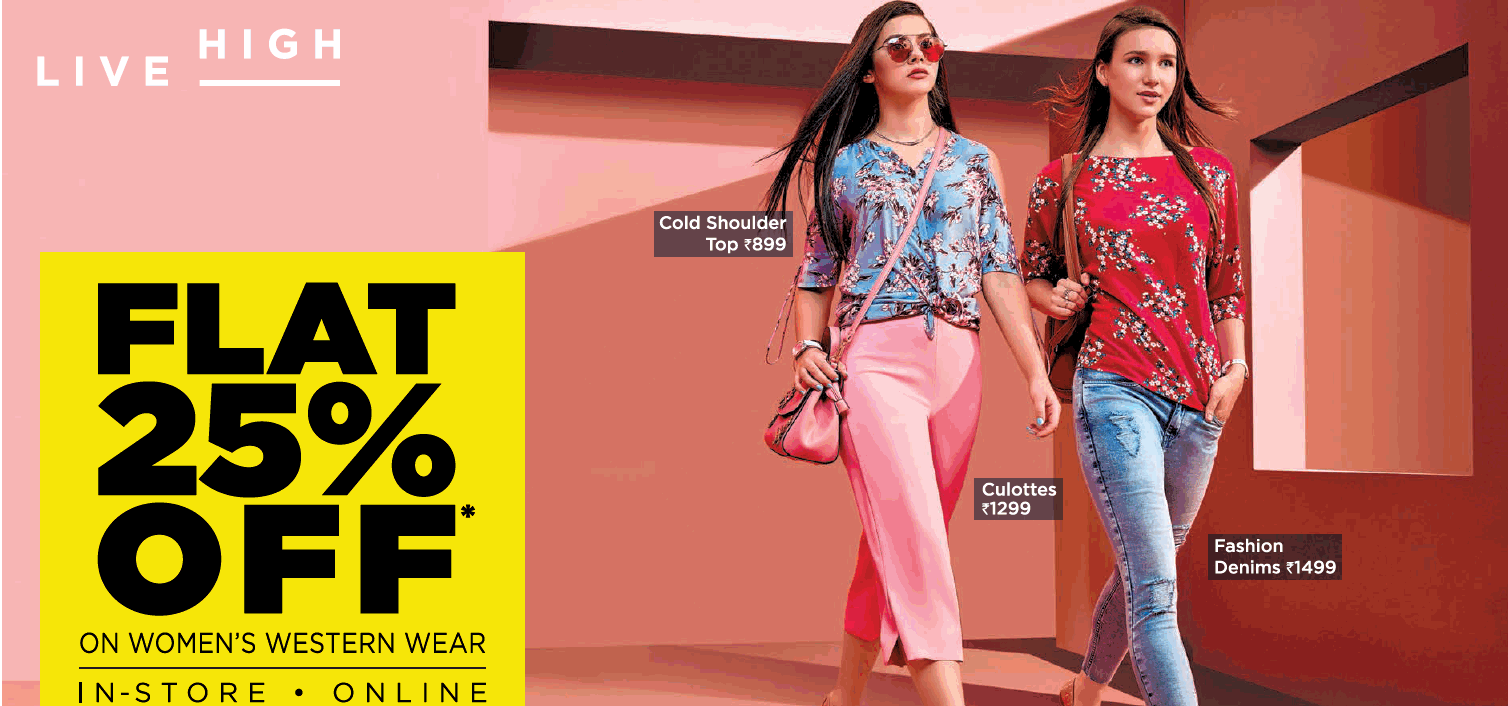 LIVE HIGH
Cold Shoulder
Top ₹899
FLAT
25%
OFF*
ON WOMEN'S WESTERN WEAR
IN-STORE • ONLINE
Culottes
₹1299
Fashion
Denims ₹1499